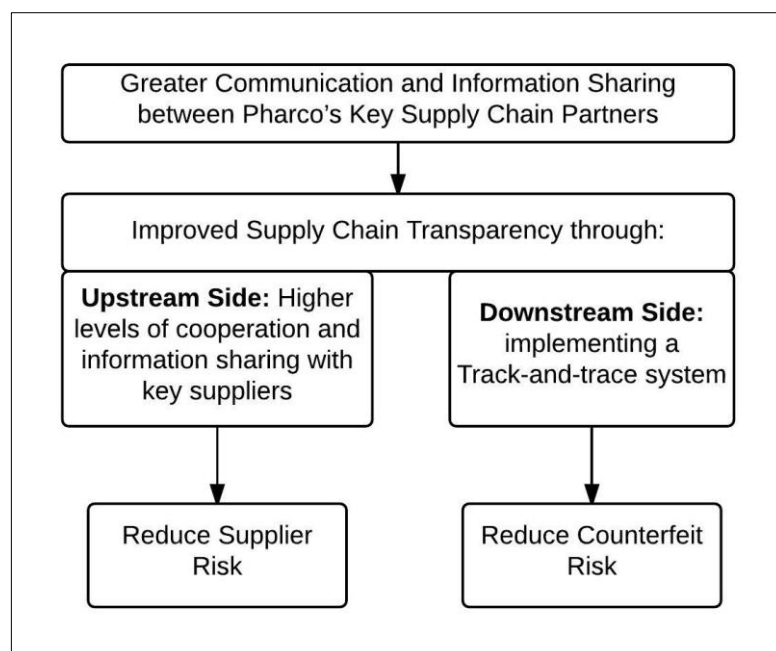 Greater Communication and Information Sharing
between Pharco’s Key Supply Chain Partners
Improved Supply Chain Transparency through:
Upstream Side: Higher
levels of cooperation and
information sharing with
key suppliers
Downstream Side:
implementing a
Track-and-trace system
Reduce Supplier
Risk
Reduce Counterfeit
Risk